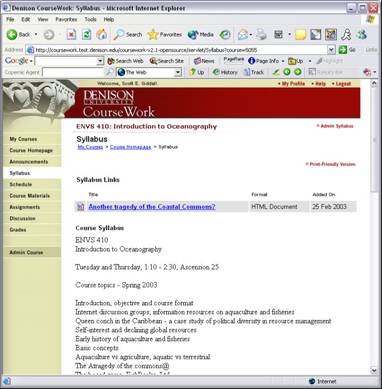 Denison CourseWork: Syllabus - Microsoft Internet Explorer
File Edit View Favorites Tools Help
Back Search Favorites Media
Address http://coursework.test.denison.edu/coursework-v2.1-opensource/servlet/Syllabus?course=5055 Go Links
Google Search Web Search Site News PageRank Page Info Up Highlight
Copernic Agent The Web Up History Track
Welcome, Scott E. Siddall. My Profile Help Logout
DENISON
UNIVERSITY
CourseWork
ENVS 410: Introduction to Oceanography Admin Syllabus
Syllabus
My Courses > Course Homepage > Syllabus
Print-Friendly Version
My Courses
Course Homepage
Announcements
Syllabus
Schedule
Course Materials
Assignments
Discussion
Grades
Admin Course
Syllabus Links
Title Format Added On
Another tragedy of the Coastal Commons? HTML Document 25 Feb 2003
Course Syllabus
ENVS 410
Introduction to Oceanography
Tuesday and Thursday, 1:10 - 2:30, Ascennon 25
Course topics - Spring 2003
Introduction, objective and course format
Internet discussion groups; information resources on aquaculture and fisheries
Queen conch in the Caribbean - a case study of political diversity in resource management
Self-interest and declining global resources
Early history of aquaculture and fisheries
Basic concepts
Aquaculture vs agriculture, aquatic vs terrestrial
The Atragedy of the commons@
Internet